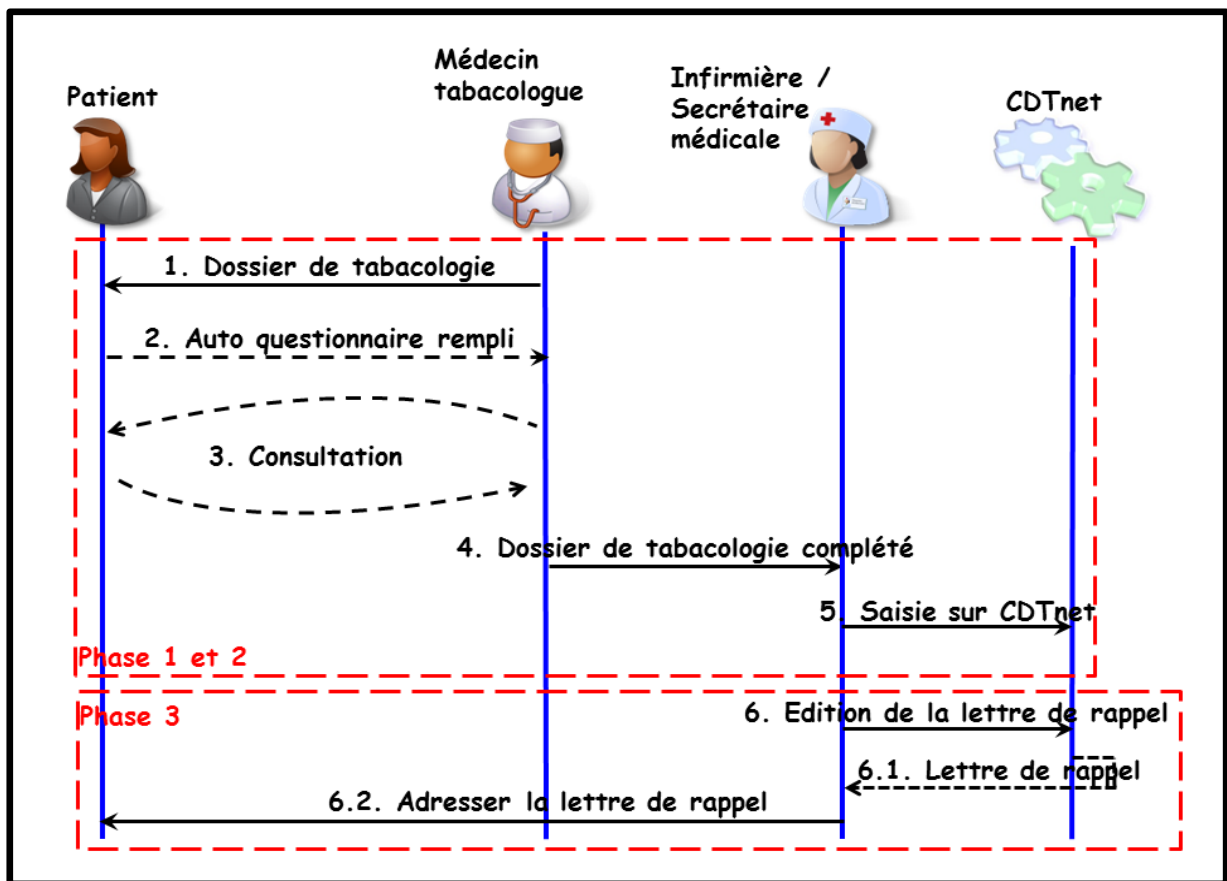 Patient
Médecin
tabacologue
Infirmière /
Secrétaire
médicale
CDTnet
1. Dossier de tabacologie
2. Auto questionnaire rempli
3. Consultation
4. Dossier de tabacologie complété
5. Saisie sur CDTnet
Phase 1 et 2
Phase 3
6. Edition de la lettre de rappel
6.1. Lettre de rappel
6.2. Adresser la lettre de rappel